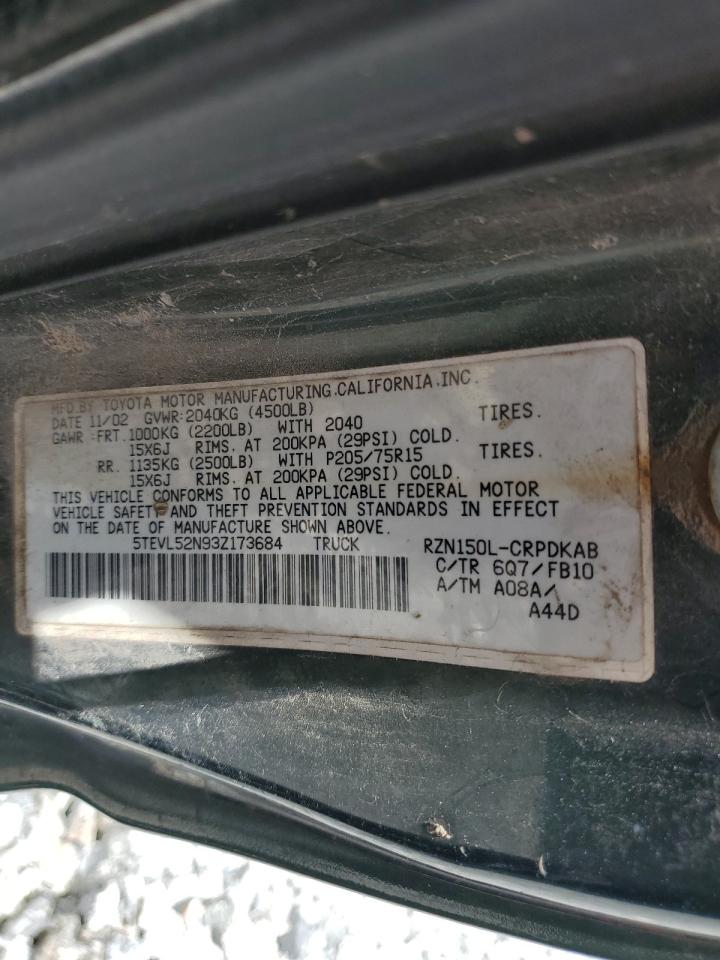 MFD BY TOYOTA MOTOR MANUFACTURING, CALIFORNIA, INC.
DATE 11/02 GVWR: 2040KG (4500LB)
GAWR :FRT. 1000KG (2200LB) WITH 2040 TIRES.
15X6J RIMS. AT 200KPA (29PSI) COLD.
RR. 1135KG (2500LB) WITH P205/75R15 TIRES.
15X6J RIMS. AT 200KPA (29PSI) COLD.
THIS VEHICLE CONFORMS TO ALL APPLICABLE FEDERAL MOTOR
VEHICLE SAFETY AND THEFT PREVENTION STANDARDS IN EFFECT
ON THE DATE OF MANUFACTURE SHOWN ABOVE.
5TEVL52N93Z173684 TRUCK RZN150L-CRPDKAB
C/TR 6Q7/FB10
A/TM A08A/
A44D